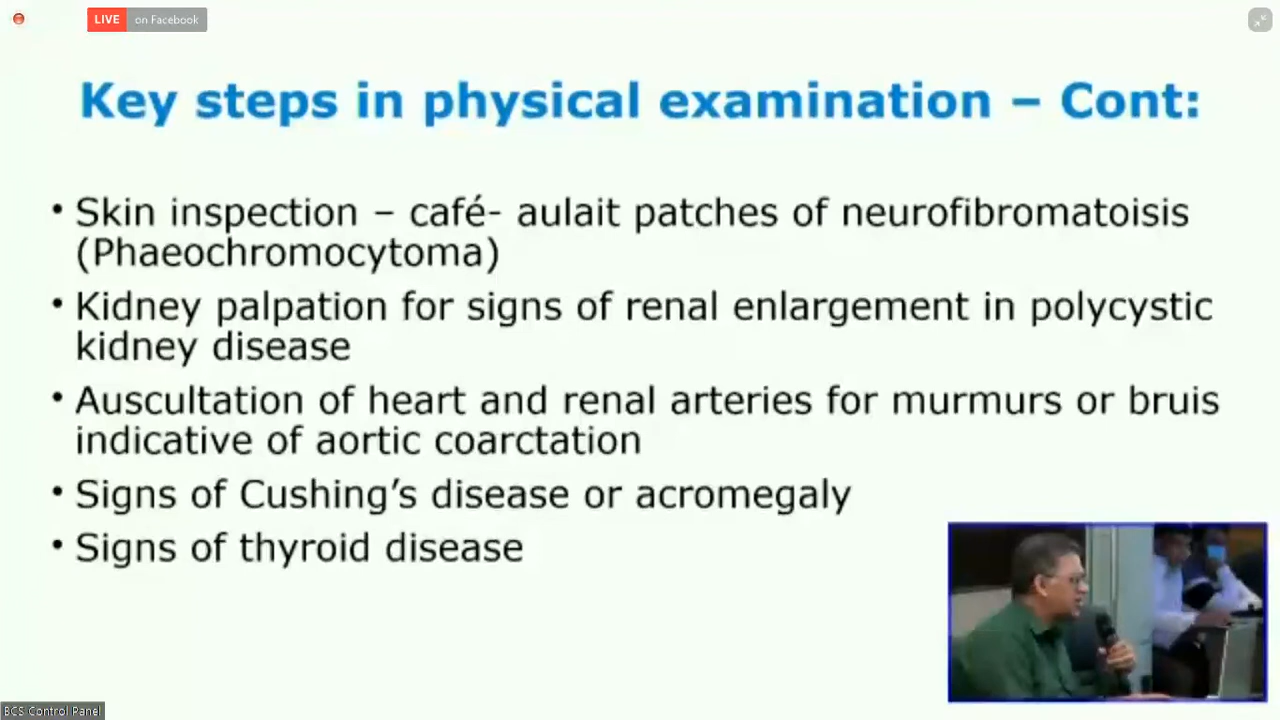 LIVE on Facebook
Key steps in physical examination – Cont:
• Skin inspection – café- aulait patches of neurofibromatoisis
(Phaeochromocytoma)
• Kidney palpation for signs of renal enlargement in polycystic
kidney disease
• Auscultation of heart and renal arteries for murmurs or bruis
indicative of aortic coarctation
• Signs of Cushing’s disease or acromegaly
• Signs of thyroid disease
BCS Control Panel